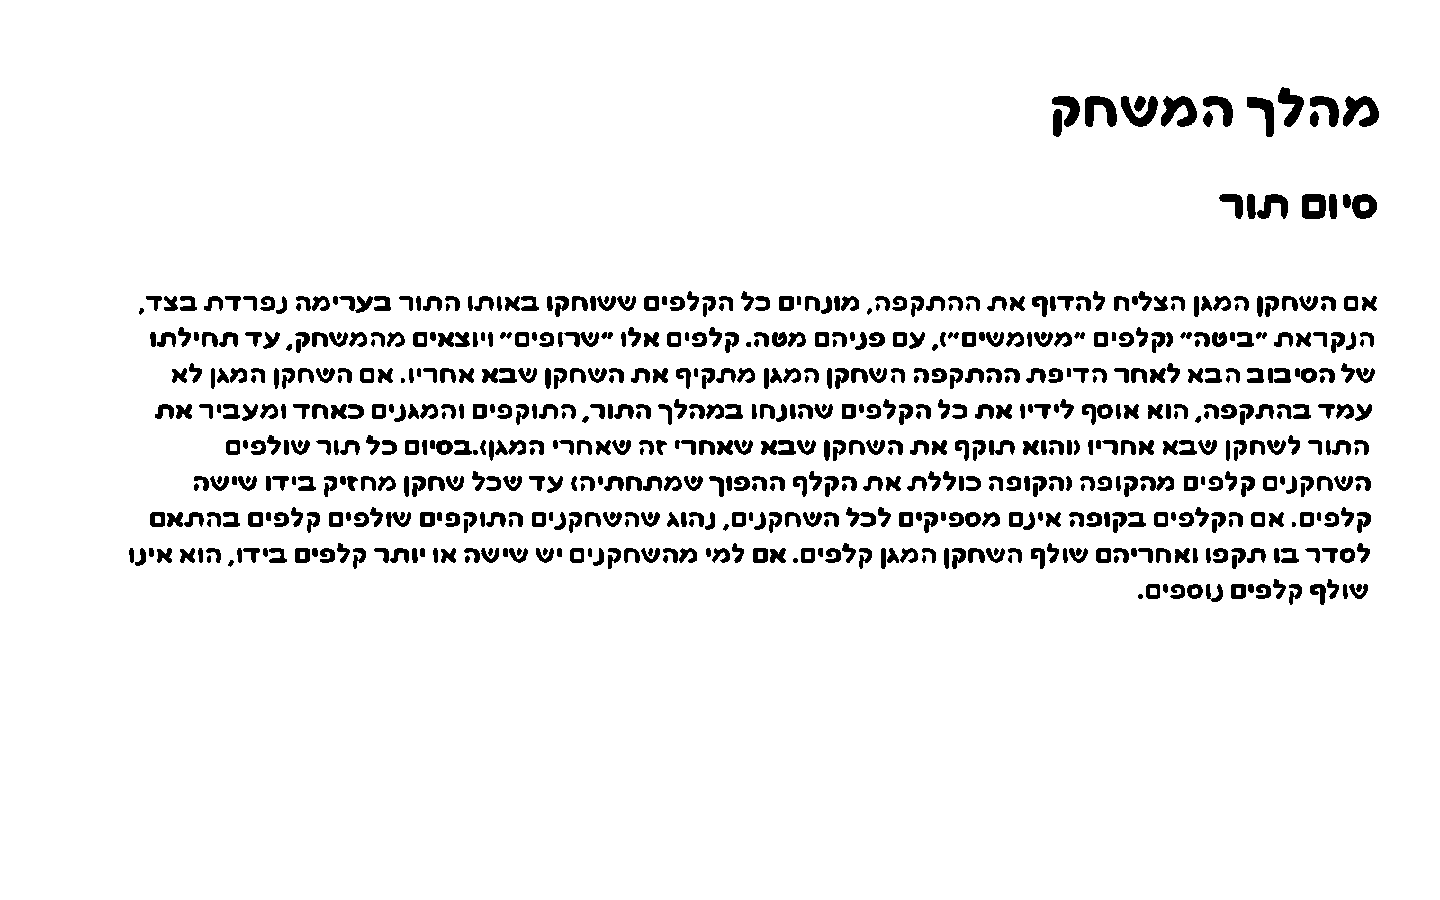 מהלך המשחק
סיום תור
אם השחקן המגן הצליח להדוף את ההתקפה, מונחים כל הקלפים ששוחקו באותו התור בערימה נפרדת בצד,
הנקראת "ביטה" (קלפים "משומשים"), עם פניהם מטה. קלפים אלו "שרופים" ויוצאים מהמשחק, עד תחילתו
של הסיבוב הבא לאחר הדיפת ההתקפה השחקן המגן מתקיף את השחקן שבא אחריו. אם השחקן המגן לא
עמד בהתקפה, הוא אוסף לידיו את כל הקלפים שהונחו במהלך התור, התוקפים והמגנים כאחד ומעביר את
התור לשחקן שבא אחריו (והוא תוקף את השחקן שבא שאחרי זה שאחרי המגן).בסיום כל תור שולפים
השחקנים קלפים מהקופה (הקופה כוללת את הקלף ההפוך שמתחתיה) עד שכל שחקן מחזיק בידו שישה
קלפים. אם הקלפים בקופה אינם מספיקים לכל השחקנים, נהוג שהשחקנים התוקפים שולפים קלפים בהתאם
לסדר בו תקפו ואחריהם שולף השחקן המגן קלפים. אם למי מהשחקנים יש שישה או יותר קלפים בידו, הוא אינו
שולף קלפים נוספים.